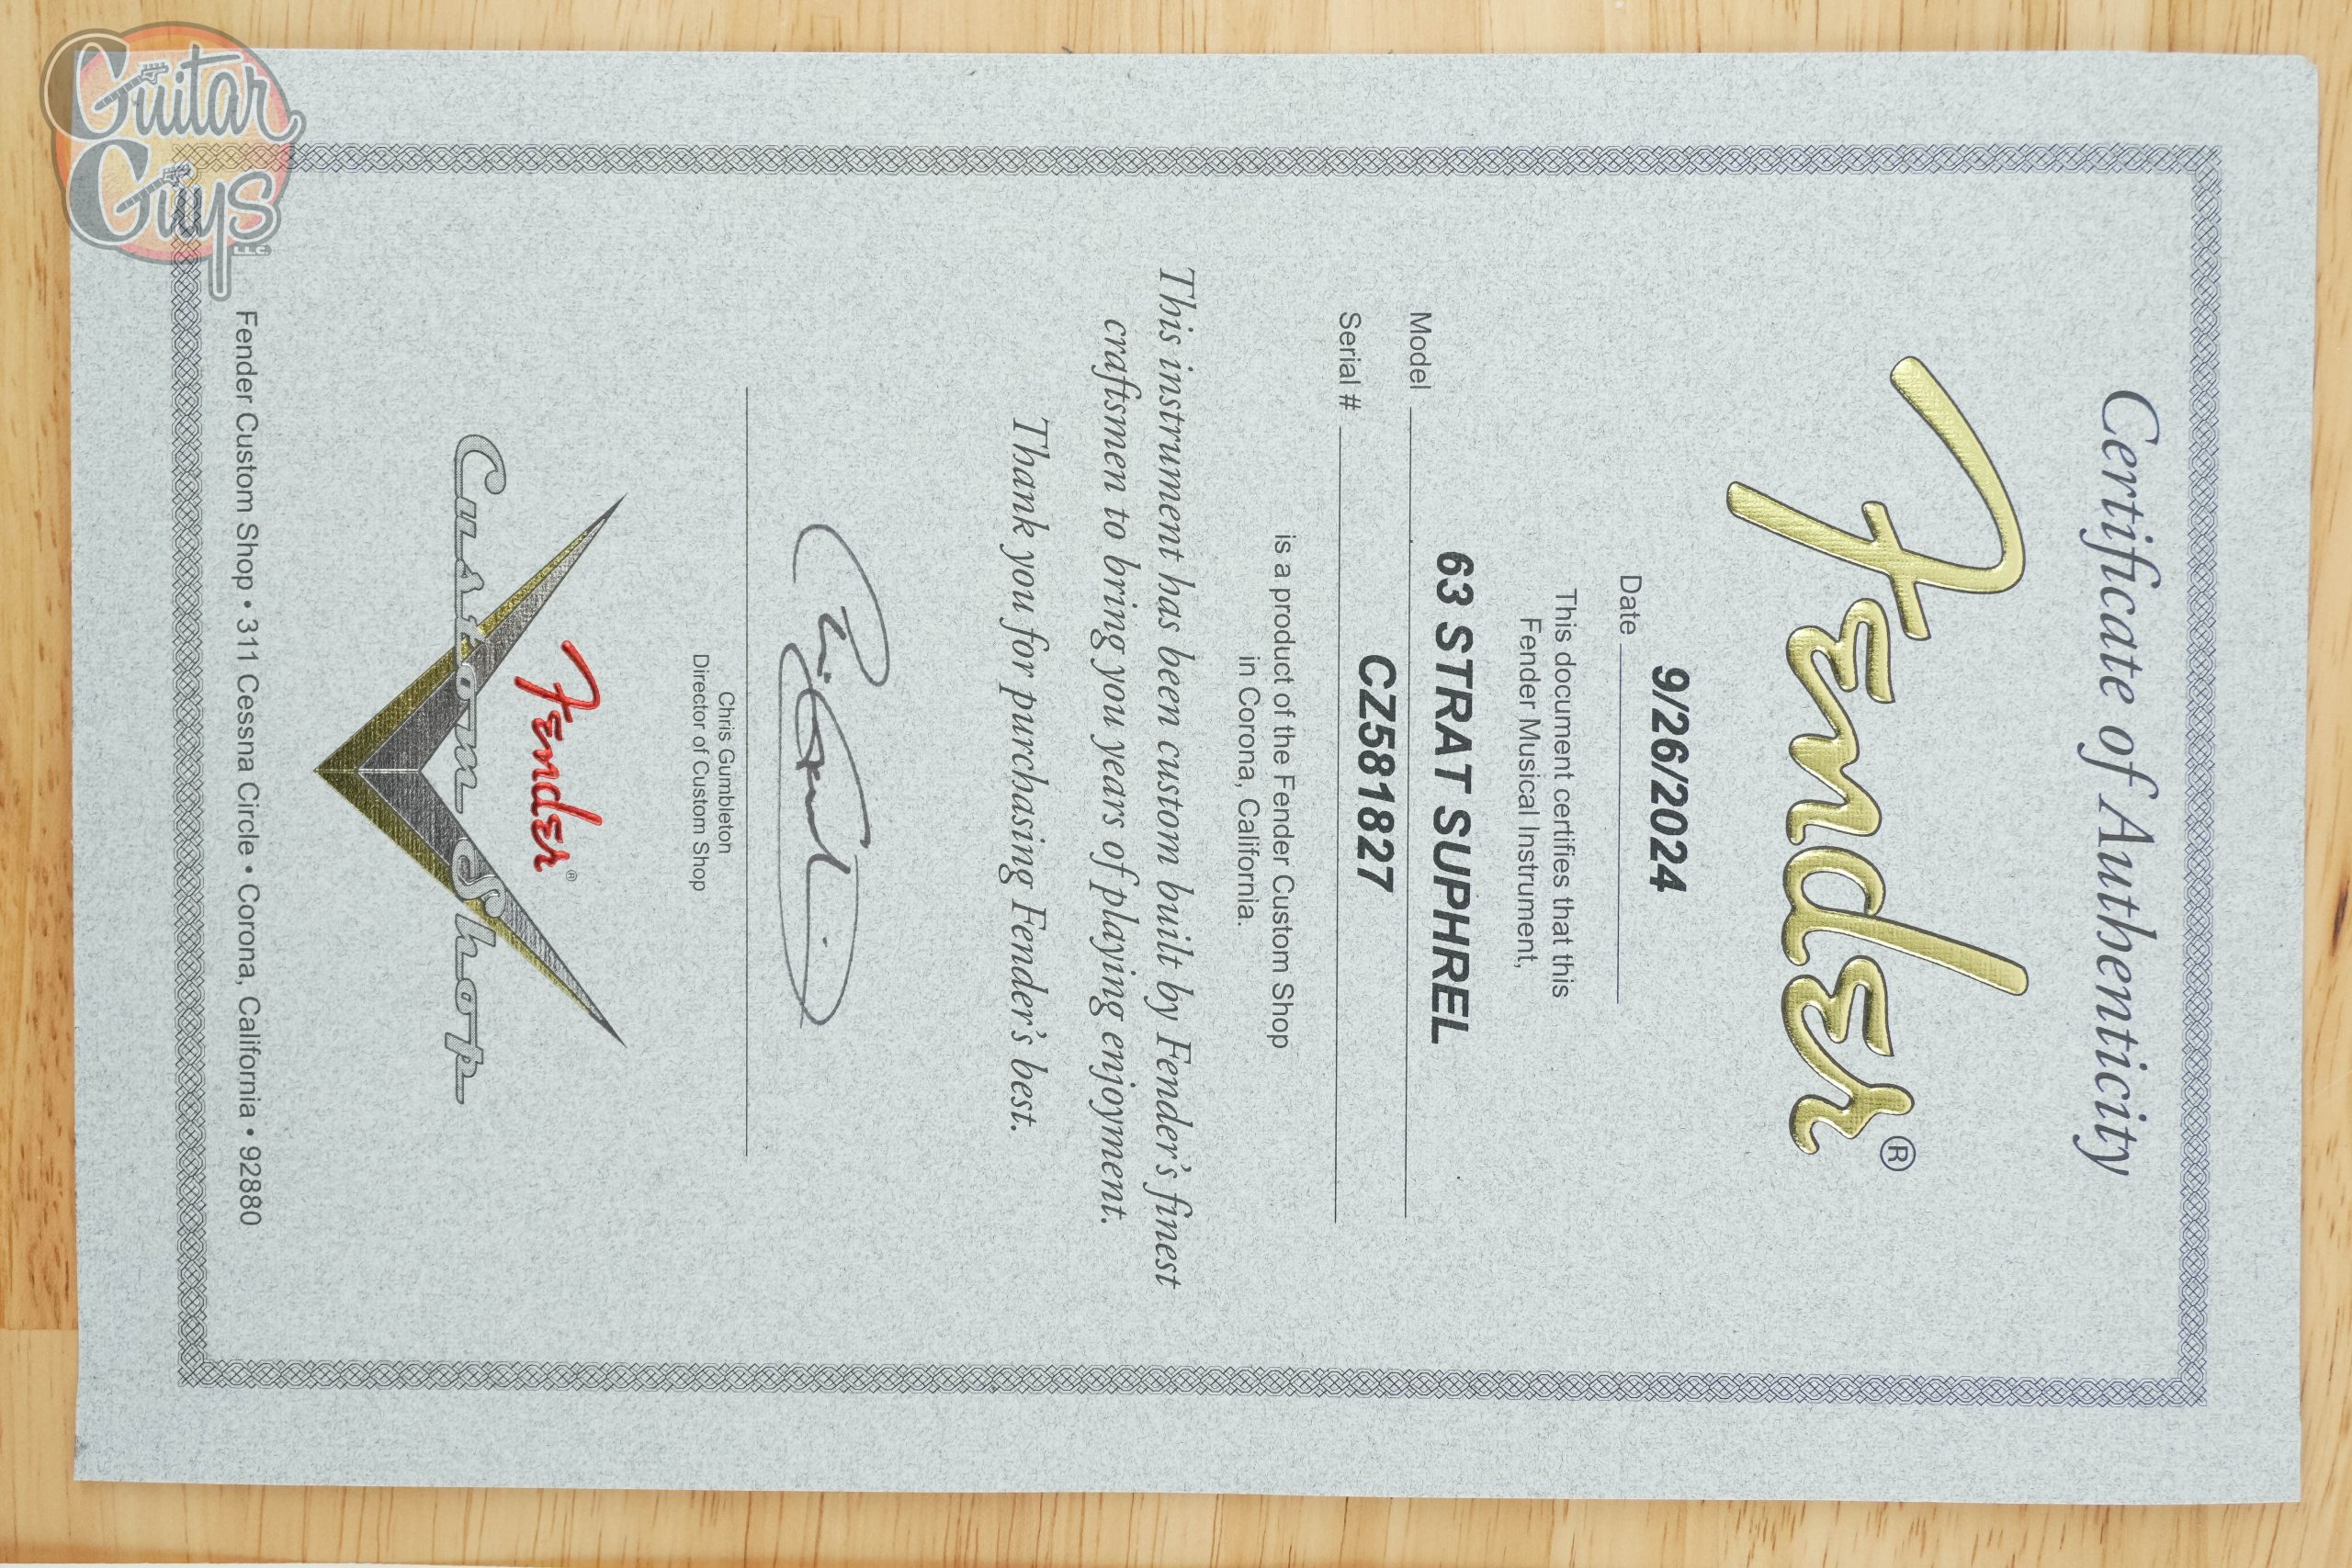 Guitar
Guys
LLC
Certificate of Authenticity
Fender®
Date 9/26/2024
This document certifies that this
Fender Musical Instrument,
Model 63 STRAT SUPHREL
Serial # CZ581827
is a product of the Fender Custom Shop
in Corona, California.
This instrument has been custom built by Fender's finest
craftsmen to bring you years of playing enjoyment.
Thank you for purchasing Fender's best.
Chris Gumbleton
Director of Custom Shop
Fender®
Custom Shop
Fender Custom Shop • 311 Cessna Circle • Corona, California • 92880